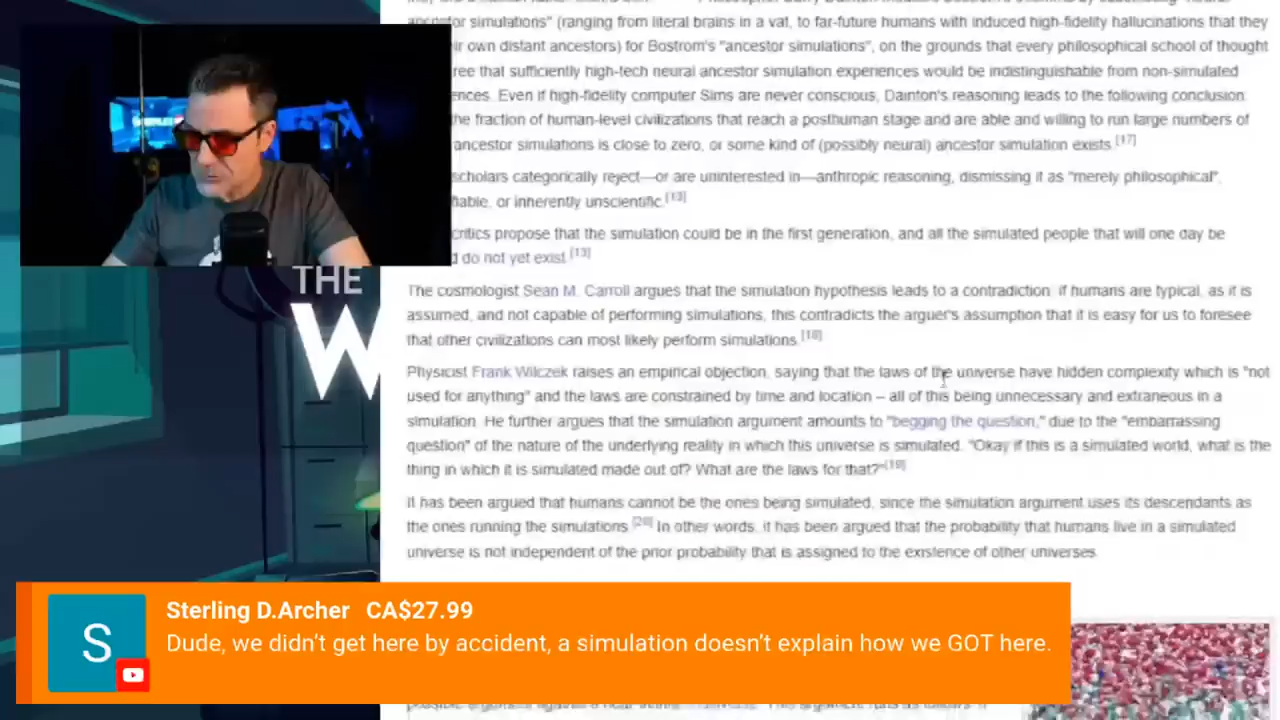 ancestor simulations" (ranging from literal brains in a vat, to far-future humans with induced high-fidelity hallucinations that they
own distant ancestors) for Bostrom's "ancestor simulations", on the grounds that every philosophical school of thought
that sufficiently high-tech neural ancestor simulation experiences would be indistinguishable from non-simulated
Even if high-fidelity computer Sims are never conscious, Dainton's reasoning leads to the following conclusion:
the fraction of human-level civilizations that reach a posthuman stage and are able and willing to run large numbers of
ancestor simulations is close to zero, or some kind of (possibly neural) ancestor simulation exists.[17]
scholars categorically reject—or are uninterested in—anthropic reasoning, dismissing it as "merely philosophical",
or inherently unscientific.[13]
critics propose that the simulation could be in the first generation, and all the simulated people that will one day be
do not yet exist.[13]
THE
W
The cosmologist Sean M. Carroll argues that the simulation hypothesis leads to a contradiction: if humans are typical, as it is
assumed, and not capable of performing simulations, this contradicts the arguer's assumption that it is easy for us to foresee
that other civilizations can most likely perform simulations.[18]
Physicist Frank Wilczek raises an empirical objection, saying that the laws of the universe have hidden complexity which is "not
used for anything" and the laws are constrained by time and location – all of this being unnecessary and extraneous in a
simulation. He further argues that the simulation argument amounts to "begging the question," due to the "embarrassing
question" of the nature of the underlying reality in which this universe is simulated. "Okay if this is a simulated world, what is the
thing in which it is simulated made out of? What are the laws for that?"[19]
It has been argued that humans cannot be the ones being simulated, since the simulation argument uses its descendants as
the ones running the simulations.[20] In other words, it has been argued that the probability that humans live in a simulated
universe is not independent of the prior probability that is assigned to the existence of other universes.
S
Sterling D.Archer CA$27.99
Dude, we didn't get here by accident, a simulation doesn't explain how we GOT here.